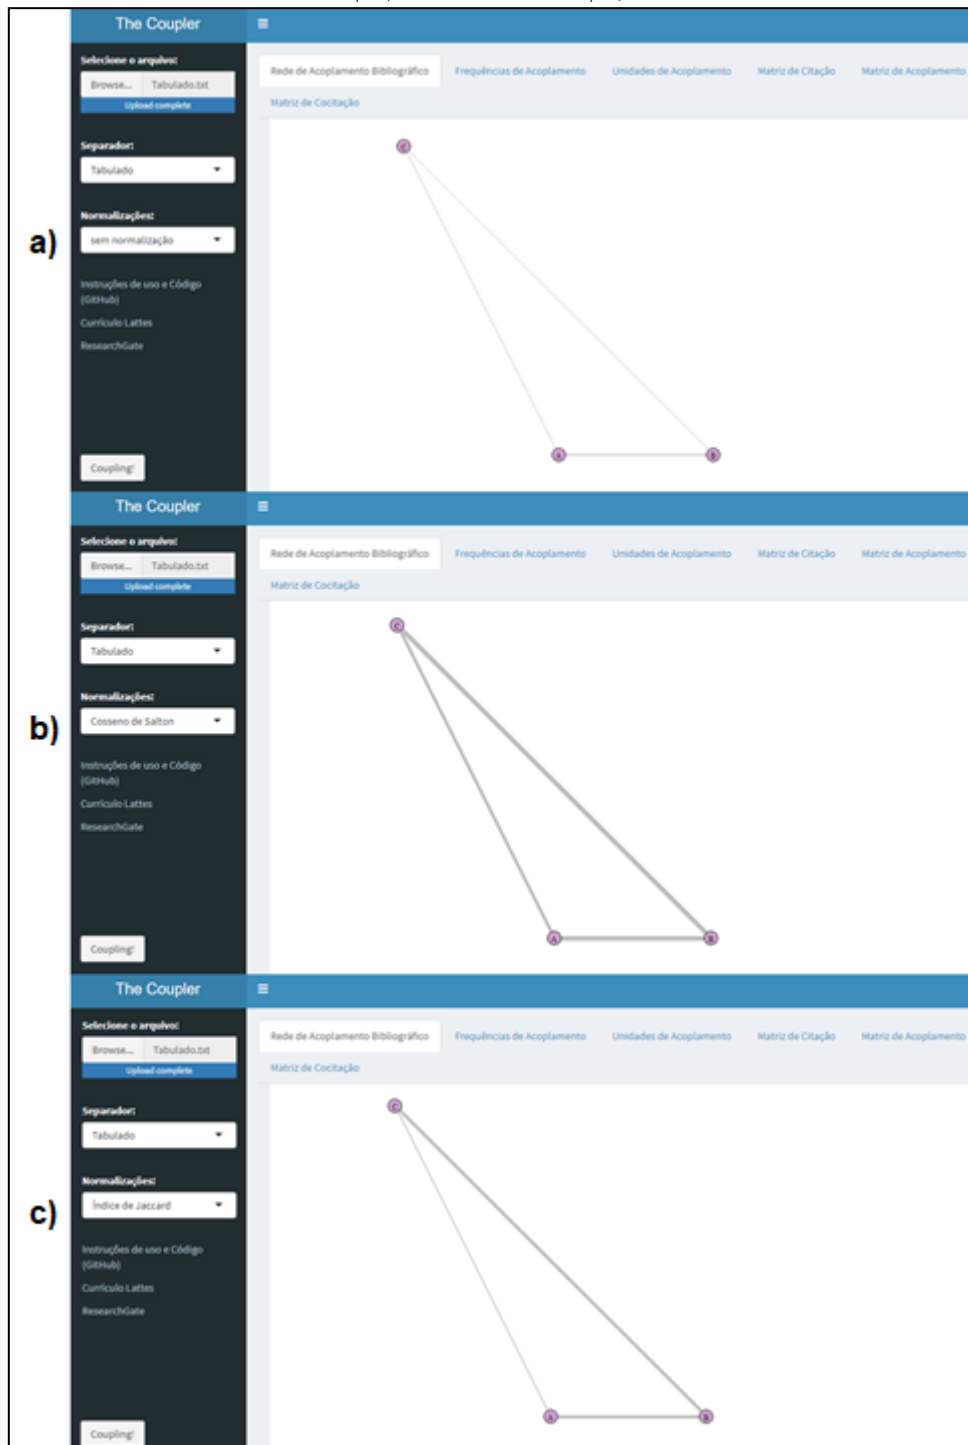 a)
The Coupler
Selecione o arquivo:
Browse... Tabulado.txt
Upload complete
Separador:
Tabulado
Normalizações:
sem normalização
Instruções de uso e Código
(GitHub)
Currículo Lattes
ResearchGate
Coupling!
Rede de Acoplamento Bibliográfico Frequências de Acoplamento Unidades de Acoplamento Matriz de Citação Matriz de Acoplamento
Matriz de Cocitação
C
A B
b)
The Coupler
Selecione o arquivo:
Browse... Tabulado.txt
Upload complete
Separador:
Tabulado
Normalizações:
Cosseno de Salton
Instruções de uso e Código
(GitHub)
Currículo Lattes
ResearchGate
Coupling!
Rede de Acoplamento Bibliográfico Frequências de Acoplamento Unidades de Acoplamento Matriz de Citação Matriz de Acoplamento
Matriz de Cocitação
C
A B
c)
The Coupler
Selecione o arquivo:
Browse... Tabulado.txt
Upload complete
Separador:
Tabulado
Normalizações:
Índice de Jaccard
Instruções de uso e Código
(GitHub)
Currículo Lattes
ResearchGate
Coupling!
Rede de Acoplamento Bibliográfico Frequências de Acoplamento Unidades de Acoplamento Matriz de Citação Matriz de Acoplamento
Matriz de Cocitação
C
A B